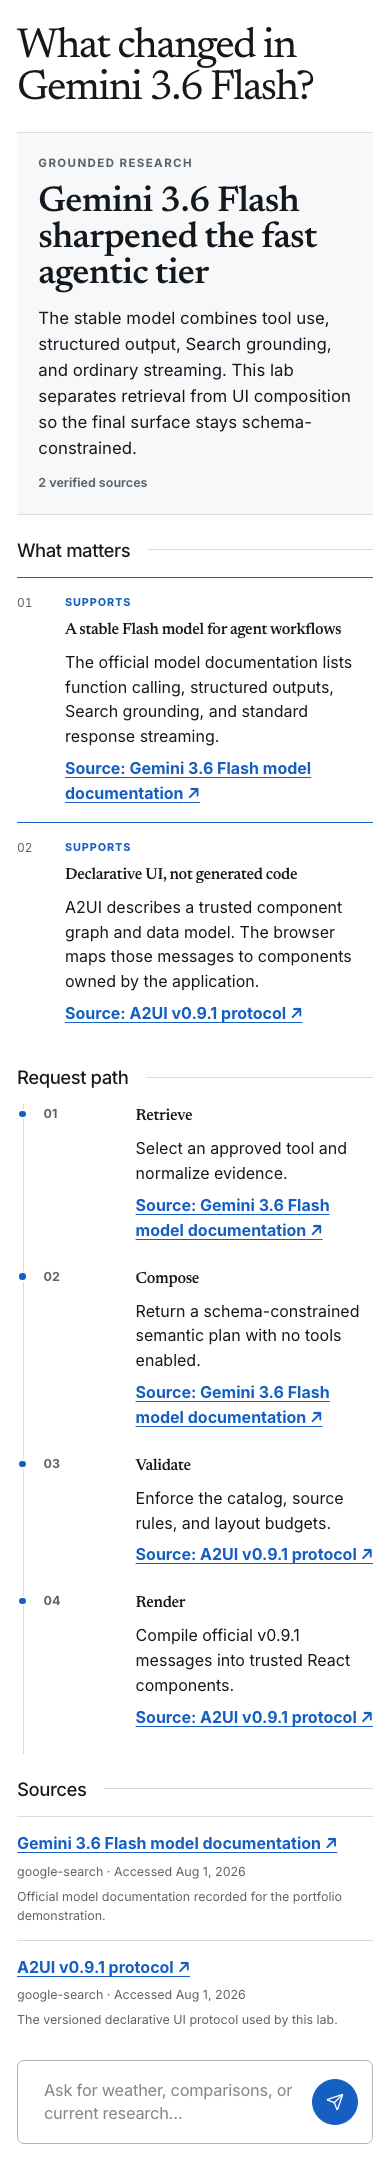 What changed in
Gemini 3.6 Flash?
GROUNDED RESEARCH
Gemini 3.6 Flash
sharpened the fast
agentic tier
The stable model combines tool use,
structured output, Search grounding,
and ordinary streaming. This lab
separates retrieval from UI composition
so the final surface stays schema-
constrained.
2 verified sources
What matters
01
SUPPORTS
A stable Flash model for agent workflows
The official model documentation lists
function calling, structured outputs,
Search grounding, and standard
response streaming.
Source: Gemini 3.6 Flash model
documentation ↗
02
SUPPORTS
Declarative UI, not generated code
A2UI describes a trusted component
graph and data model. The browser
maps those messages to components
owned by the application.
Source: A2UI v0.9.1 protocol ↗
Request path
01
Retrieve
Select an approved tool and
normalize evidence.
Source: Gemini 3.6 Flash
model documentation ↗
02
Compose
Return a schema-constrained
semantic plan with no tools
enabled.
Source: Gemini 3.6 Flash
model documentation ↗
03
Validate
Enforce the catalog, source
rules, and layout budgets.
Source: A2UI v0.9.1 protocol ↗
04
Render
Compile official v0.9.1
messages into trusted React
components.
Source: A2UI v0.9.1 protocol ↗
Sources
Gemini 3.6 Flash model documentation ↗
google-search · Accessed Aug 1, 2026
Official model documentation recorded for the portfolio
demonstration.
A2UI v0.9.1 protocol ↗
google-search · Accessed Aug 1, 2026
The versioned declarative UI protocol used by this lab.
Ask for weather, comparisons, or
current research...